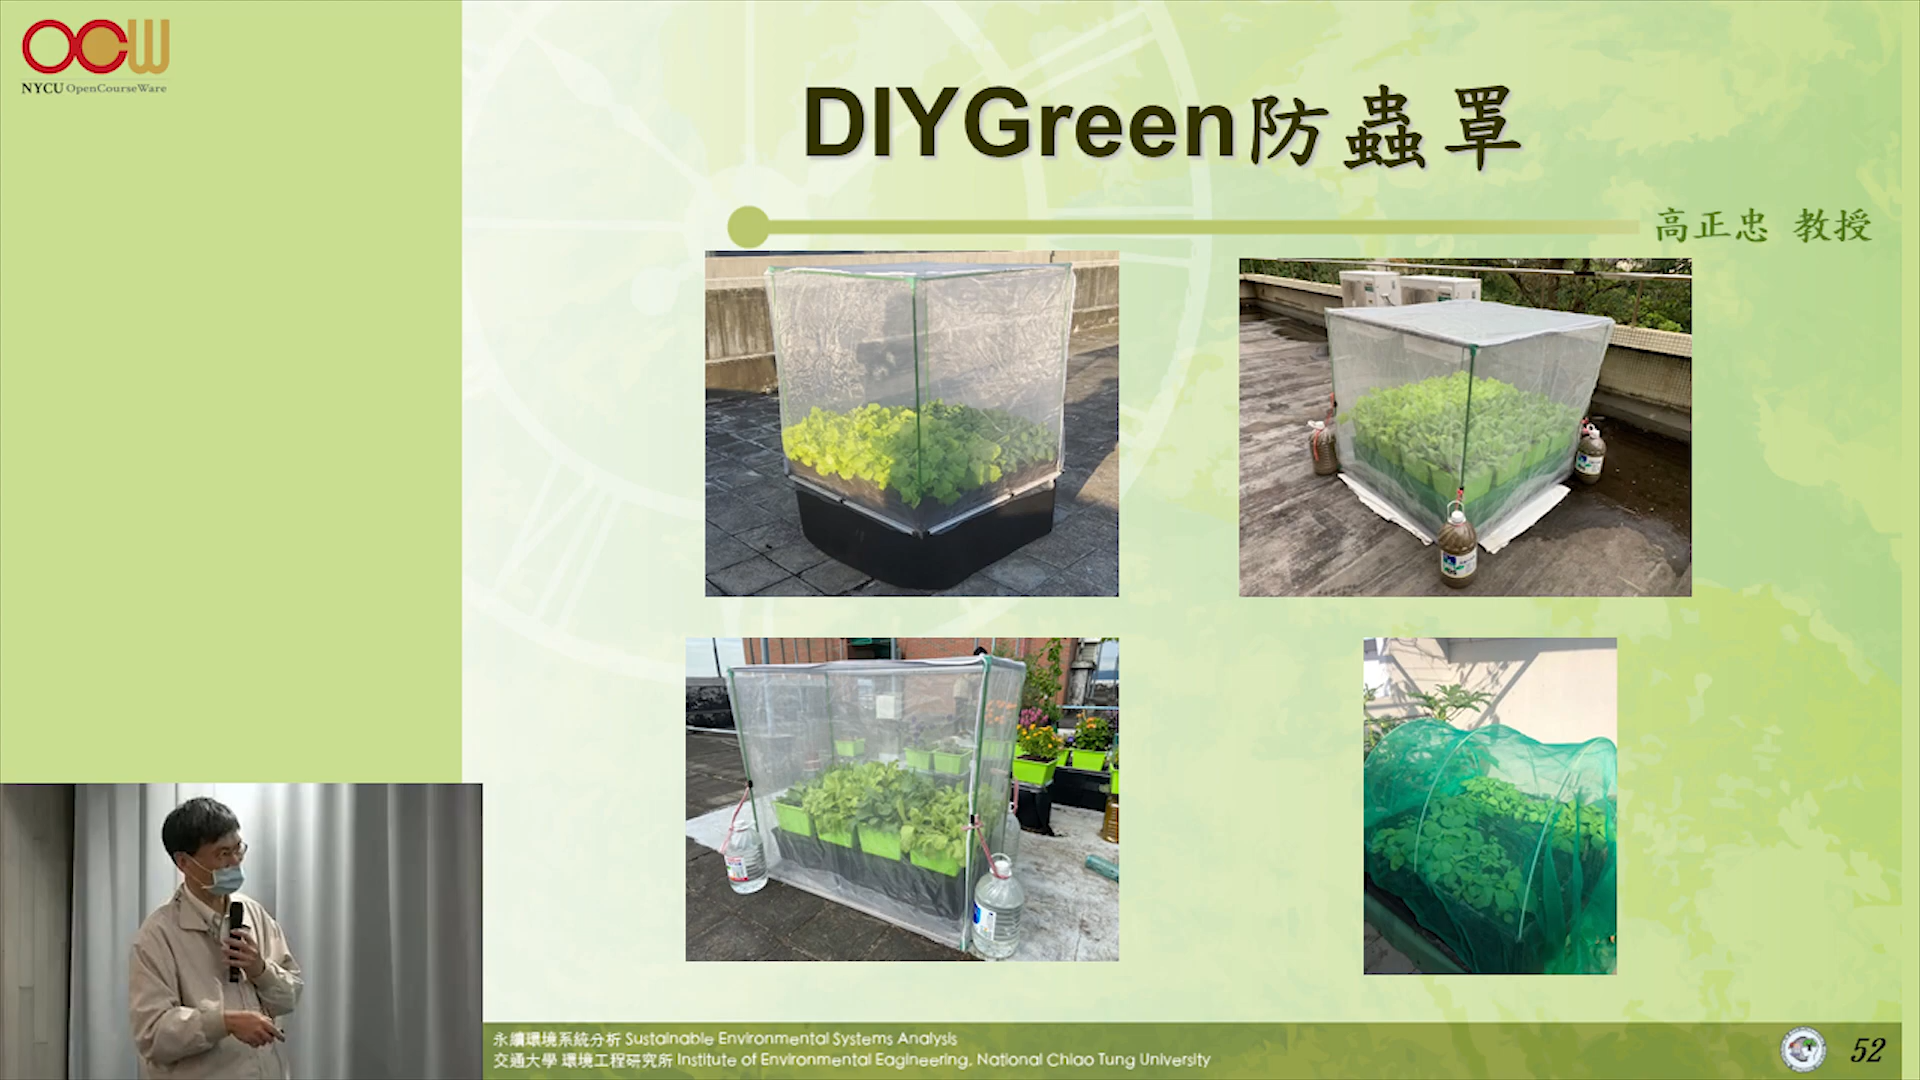 OCW
NYCU OpenCourseWare
DIYGreen防蟲罩
高正忠 教授
永續環境系統分析 Sustainable Environmental Systems Analysis
交通大學 環境工程研究所 Institute of Environmental Eagineering, National Chiao Tung University
52